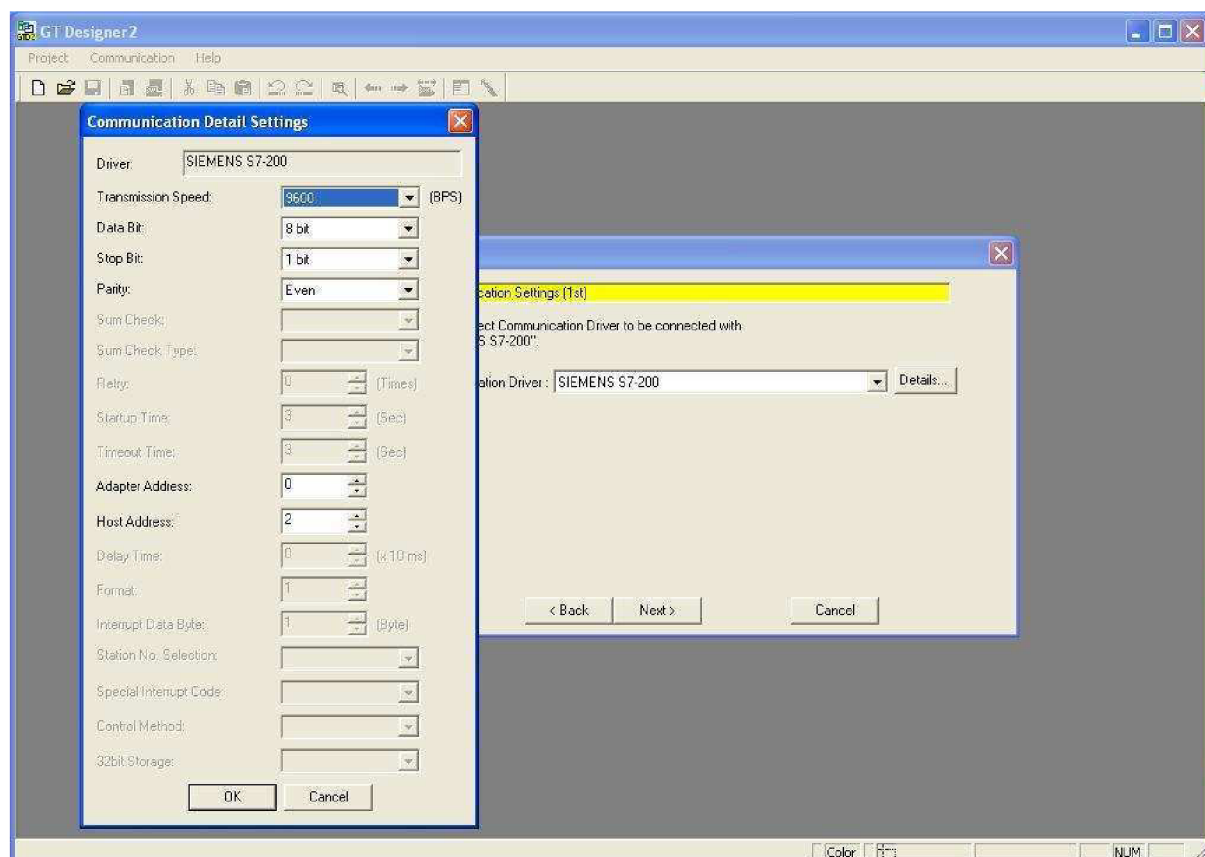 GT Designer2
Project Communication Help
Communication Detail Settings
Driver: SIEMENS S7-200
Transmission Speed: 9600 (BPS)
Data Bit: 8 bit
Stop Bit: 1 bit
Parity: Even
Sum Check:
Sum Check Type:
Retry: 0 (Times)
Startup Time: 3 (Sec)
Timeout Time: 3 (Sec)
Adapter Address: 0
Host Address: 2
Delay Time: 0 (x 10 ms)
Format: 1
Interrupt Data Byte: 1 (Byte)
Station No. Selection:
Special Interrupt Code:
Control Method:
32bit Storage:
OK Cancel
cation Settings (1st)
ect Communication Driver to be connected with
S S7-200".
ation Driver : SIEMENS S7-200 Details...
< Back Next > Cancel
Color NUM